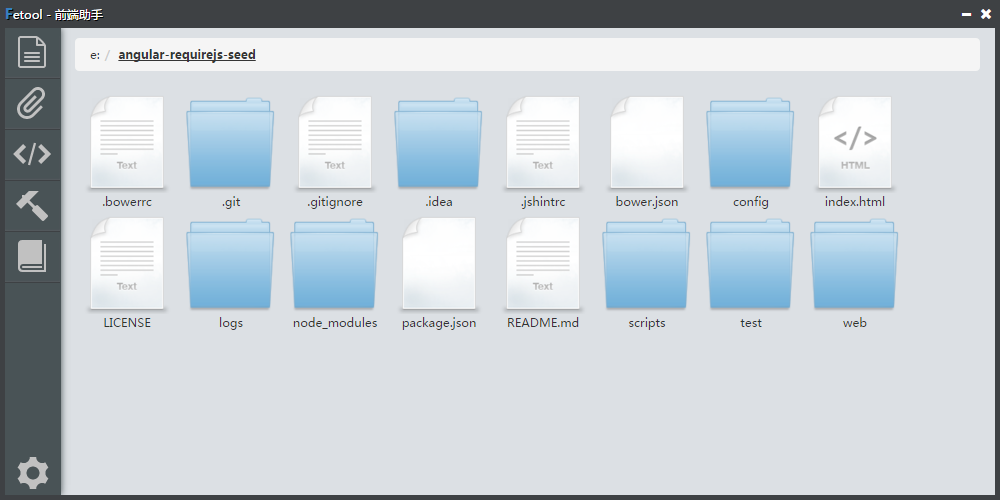 Fetool - 前端助手
e: / angular-requirejs-seed
Text Text Text HTML
.bowerrc .git .gitignore .idea .jshintrc bower.json config index.html
Text Text
LICENSE logs node_modules package.json README.md scripts test web